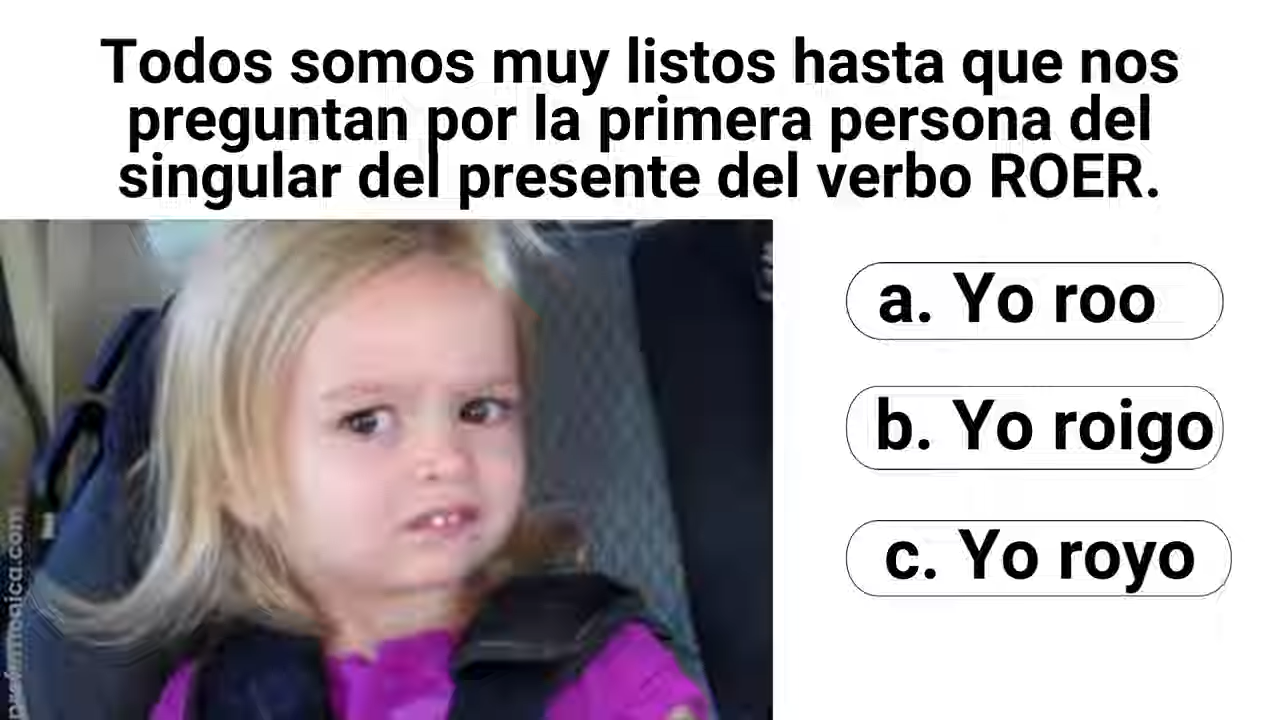 Todos somos muy listos hasta que nos
preguntan por la primera persona del
singular del presente del verbo ROER.
a. Yo roo
b. Yo roigo
c. Yo royo